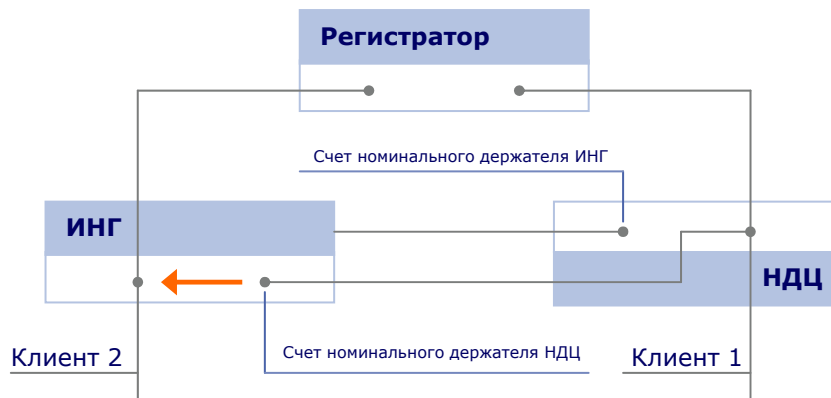 Регистратор
Счет номинального держателя ИНГ
ИНГ
НДЦ
Счет номинального держателя НДЦ
Клиент 2
Клиент 1